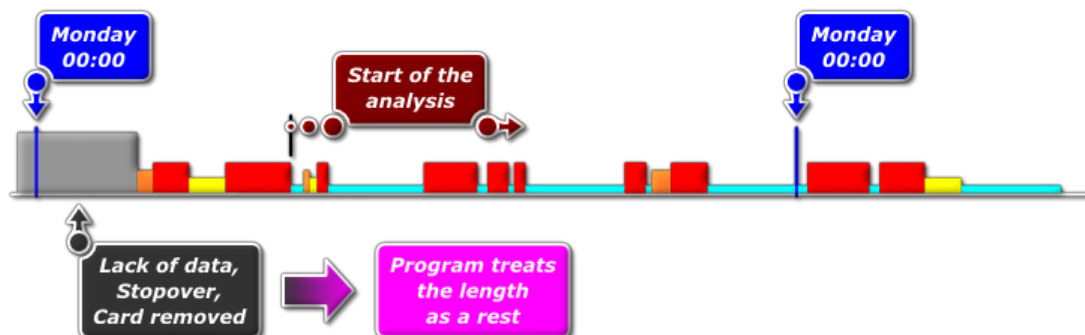 Monday
00:00
Start of the
analysis
Monday
00:00
Lack of data,
Stopover,
Card removed
Program treats
the length
as a rest